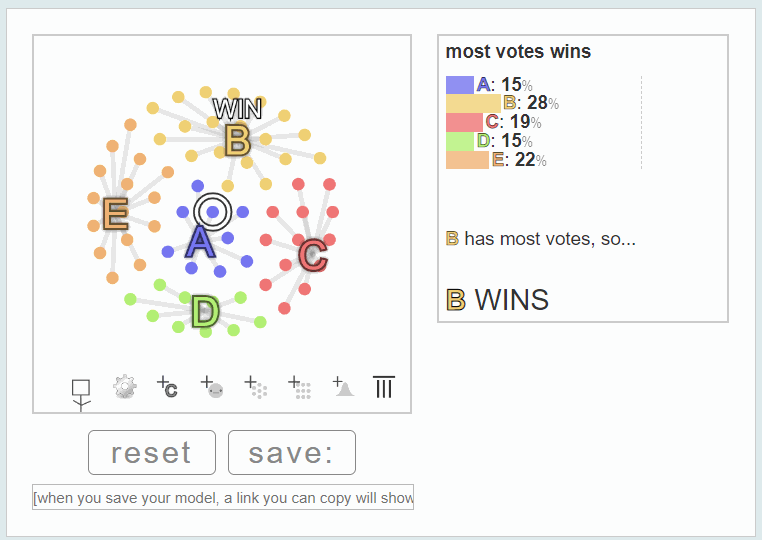 WIN
B
E
A
C
D
+C
reset save:
[when you save your model, a link you can copy will show
most votes wins
A: 15%
B: 28%
C: 19%
D: 15%
E: 22%
B has most votes, so...
B WINS